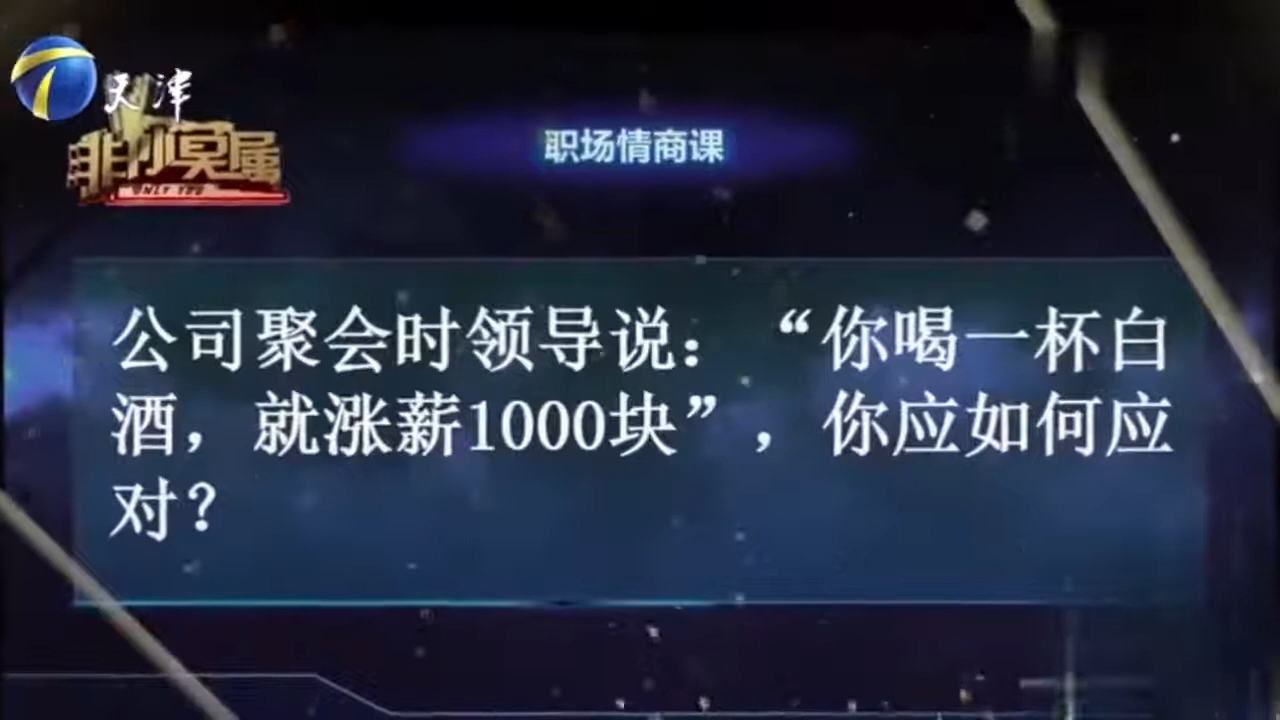 天津
非你莫属
ONLY YOU
职场情商课
公司聚会时领导说：“你喝一杯白
酒，就涨薪1000块”，你应如何应
对？